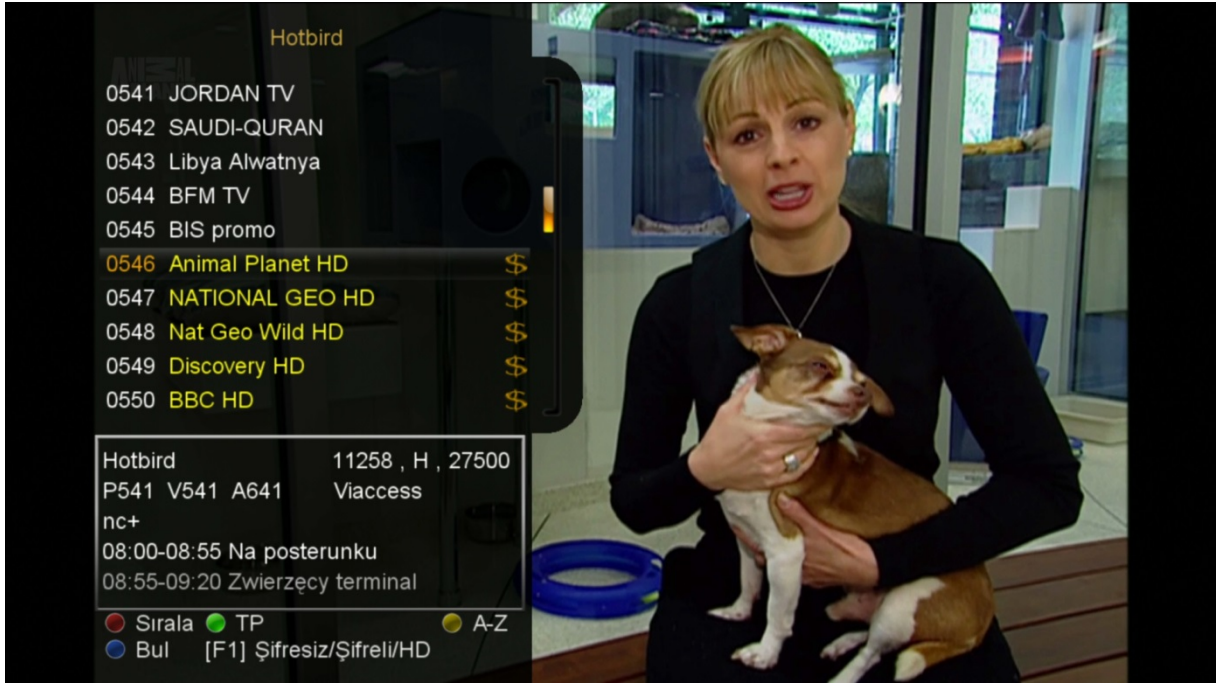 Hotbird
ANIMAL
0541 JORDAN TV
0542 SAUDI-QURAN
0543 Libya Alwatnya
0544 BFM TV
0545 BIS promo
0546 Animal Planet HD $
0547 NATIONAL GEO HD $
0548 Nat Geo Wild HD $
0549 Discovery HD $
0550 BBC HD $
Hotbird 11258 , H , 27500
P541 V541 A641 Viaccess
nc+
08:00-08:55 Na posterunku
08:55-09:20 Zwierzęcy terminal
Sırala TP A-Z
Bul [F1] Şifresiz/Şifreli/HD